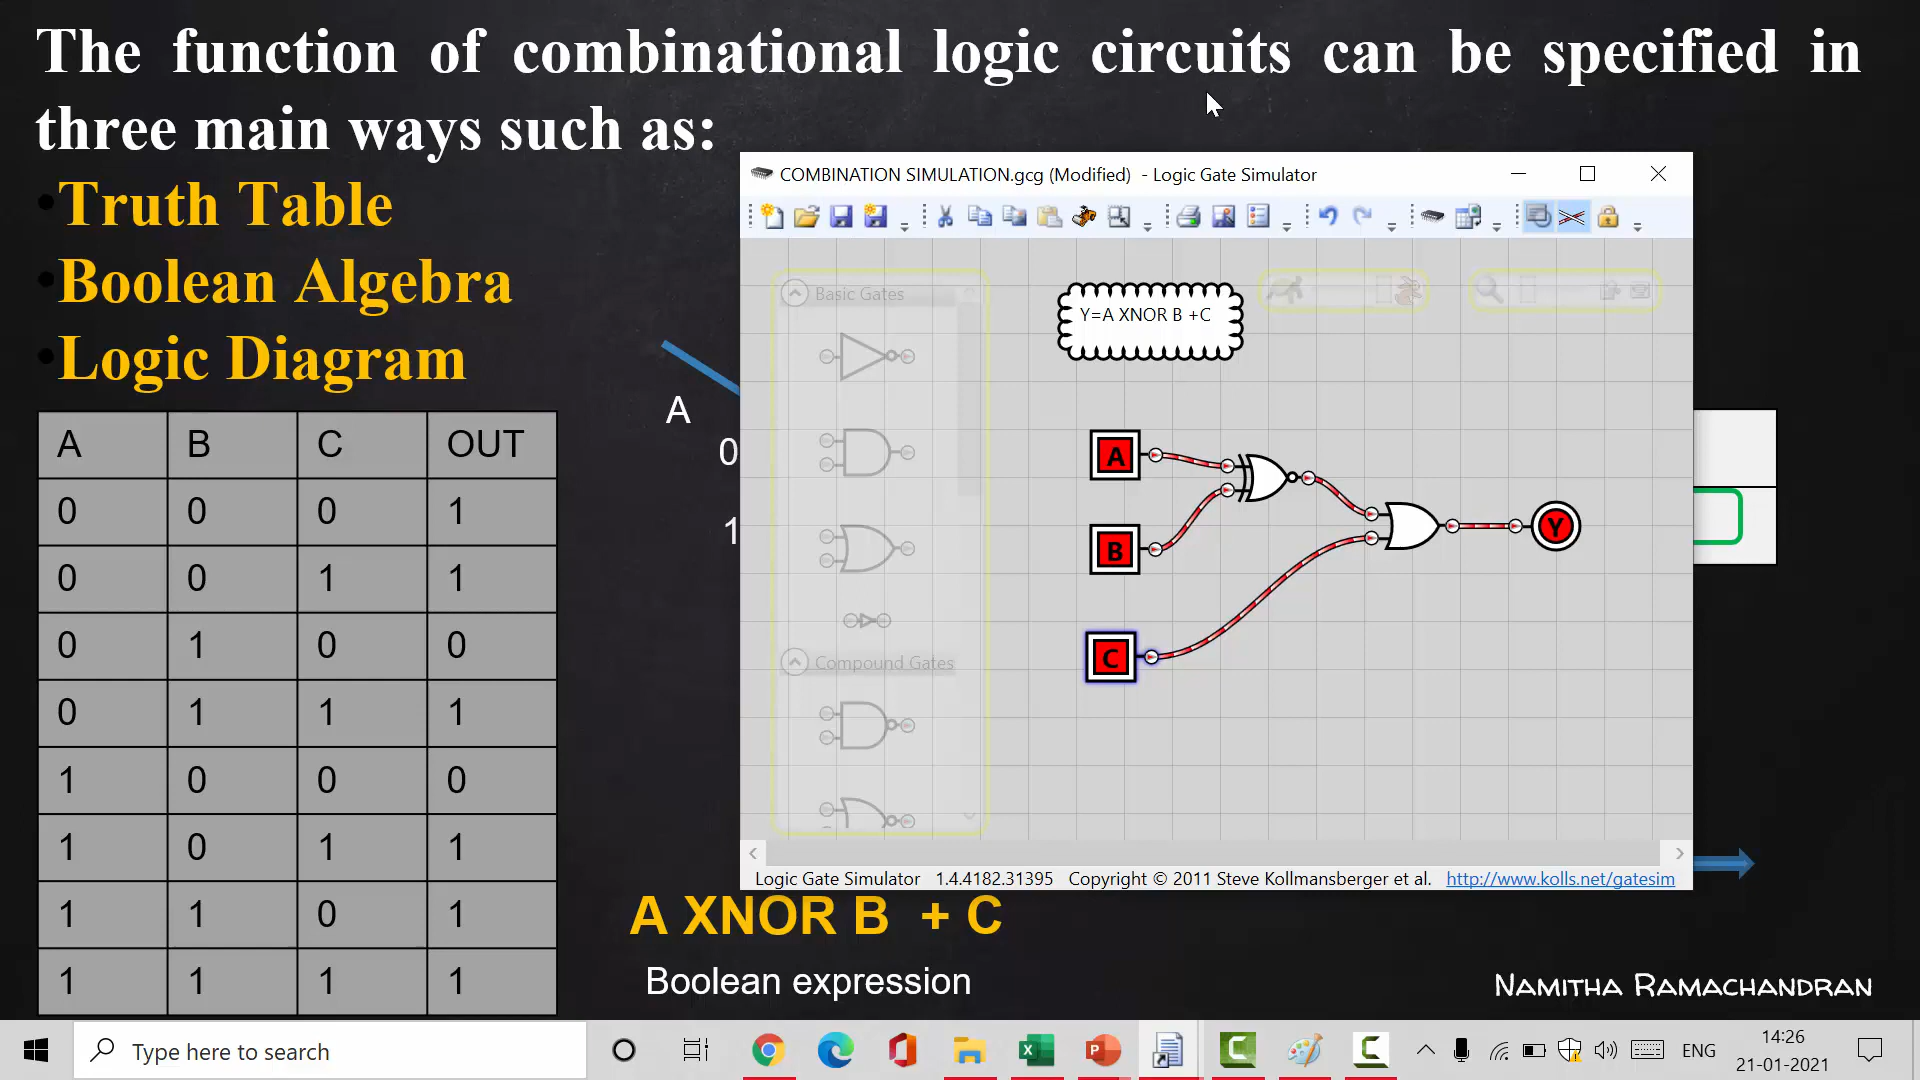 The function of combinational logic circuits can be specified in
three main ways such as:
•Truth Table
•Boolean Algebra
•Logic Diagram
A B C OUT
0 0 0 1
0 0 1 1
0 1 0 0
0 1 1 1
1 0 0 0
1 0 1 1
1 1 0 1
1 1 1 1
A
0
1
COMBINATION SIMULATION.gcg (Modified) - Logic Gate Simulator
Basic Gates
Compound Gates
Y=A XNOR B +C
A
B
C
Y
Logic Gate Simulator 1.4.4182.31395 Copyright © 2011 Steve Kollmansberger et al. http://www.kolls.net/gatesim
A XNOR B + C
Boolean expression
Namitha Ramachandran
Type here to search
ENG
14:26
21-01-2021